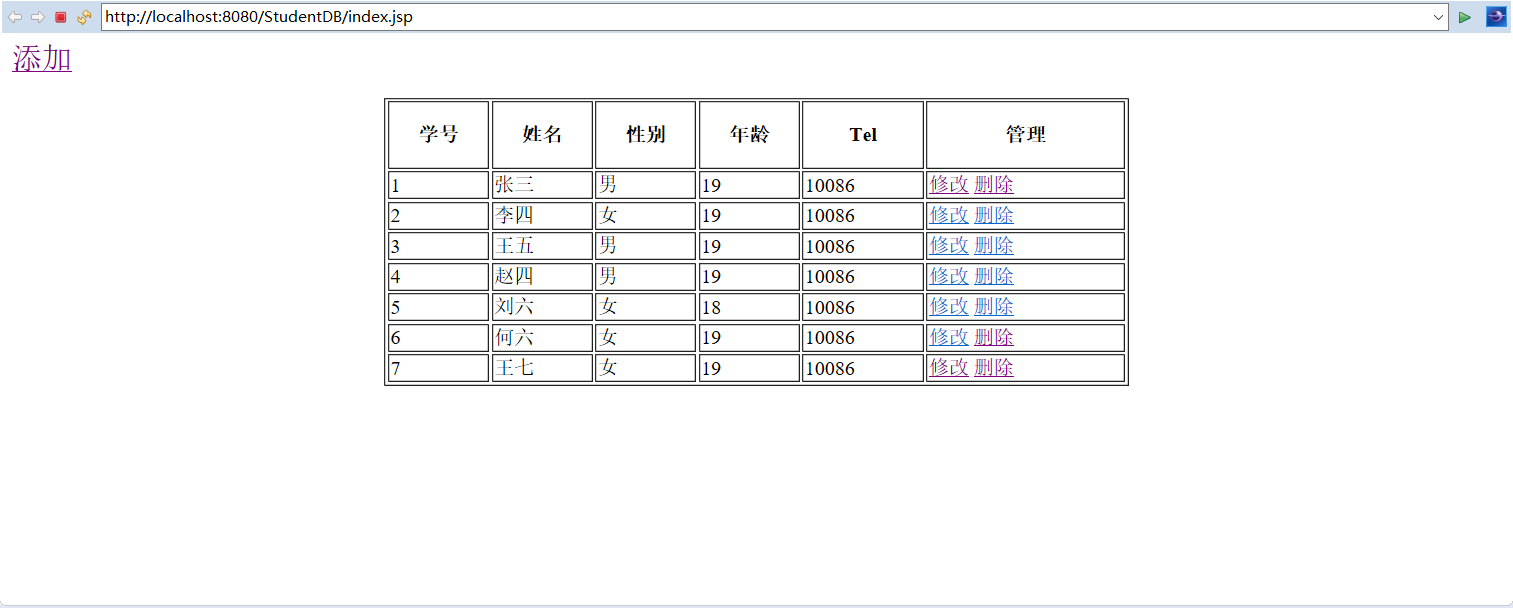 http://localhost:8080/StudentDB/index.jsp
添加
学号 姓名 性别 年龄 Tel 管理
1 张三 男 19 10086 修改 删除
2 李四 女 19 10086 修改 删除
3 王五 男 19 10086 修改 删除
4 赵四 男 19 10086 修改 删除
5 刘六 女 18 10086 修改 删除
6 何六 女 19 10086 修改 删除
7 王七 女 19 10086 修改 删除